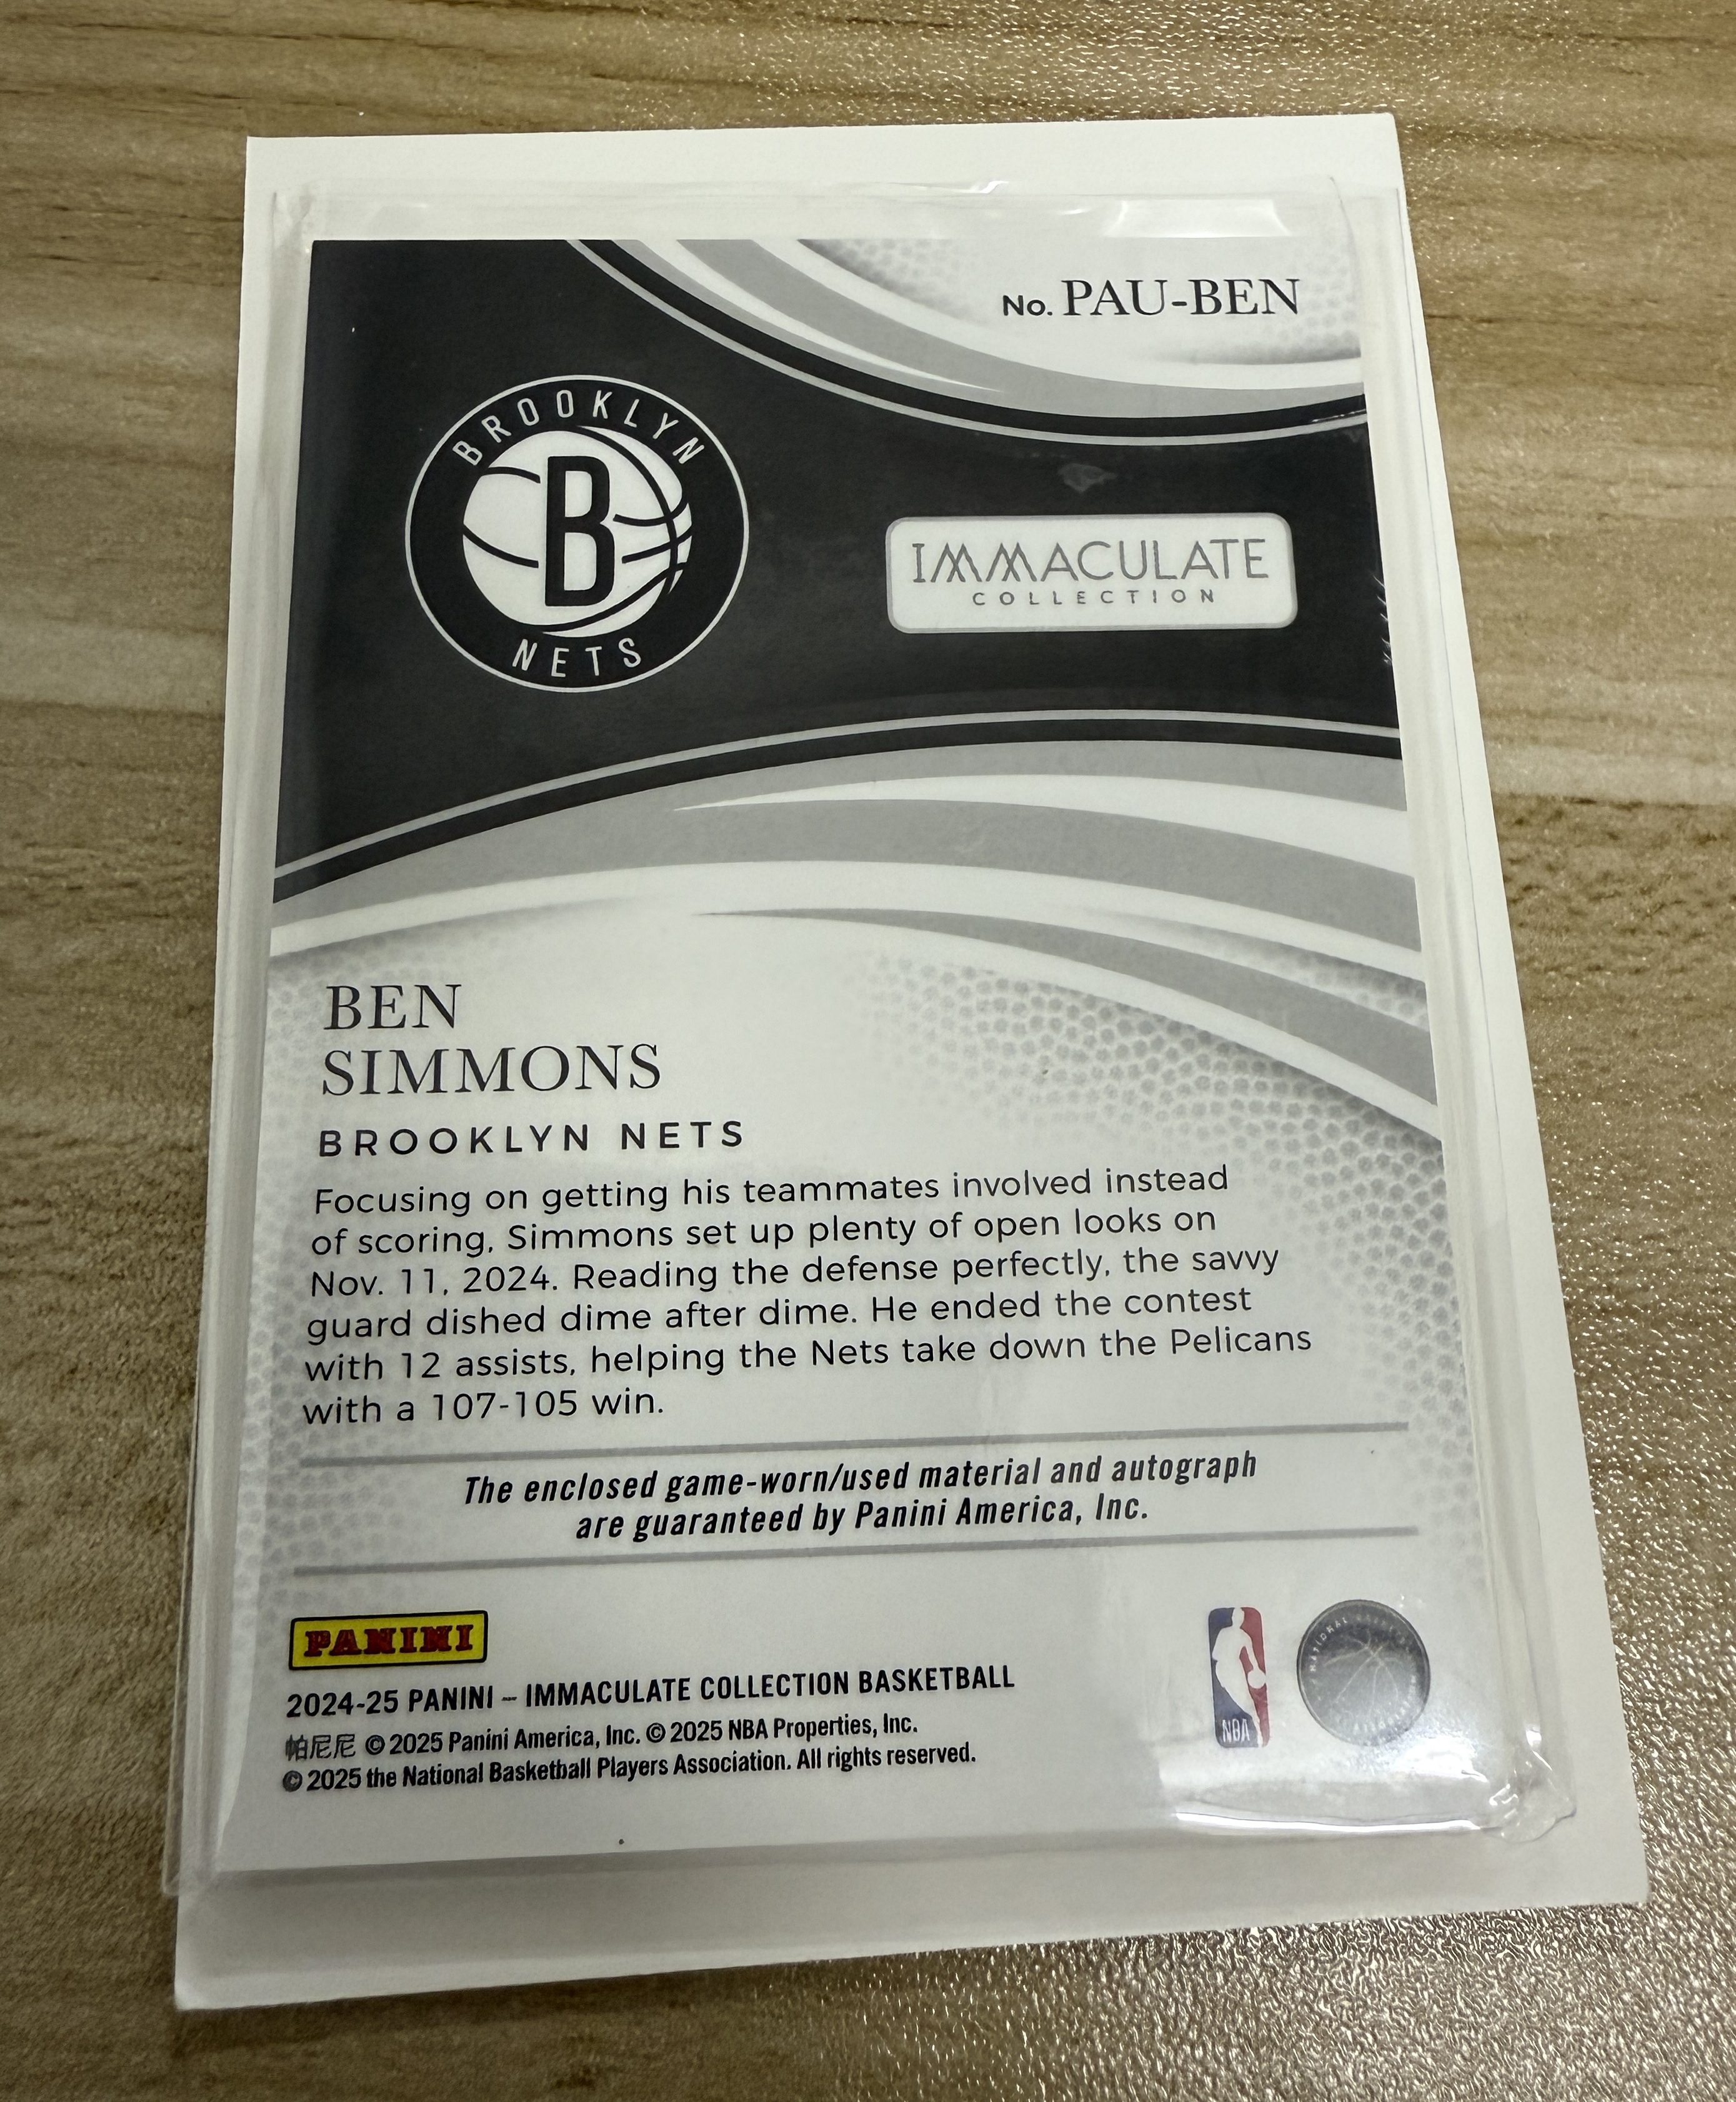 No. PAU-BEN
BROOKLYN
B
NETS
IMMACULATE
COLLECTION
BEN
SIMMONS
BROOKLYN NETS
Focusing on getting his teammates involved instead
of scoring, Simmons set up plenty of open looks on
Nov. 11, 2024. Reading the defense perfectly, the savvy
guard dished dime after dime. He ended the contest
with 12 assists, helping the Nets take down the Pelicans
with a 107-105 win.
The enclosed game-worn/used material and autograph
are guaranteed by Panini America, Inc.
PANINI
2024-25 PANINI – IMMACULATE COLLECTION BASKETBALL
帕尼尼 © 2025 Panini America, Inc. © 2025 NBA Properties, Inc.
© 2025 the National Basketball Players Association. All rights reserved.
NBA